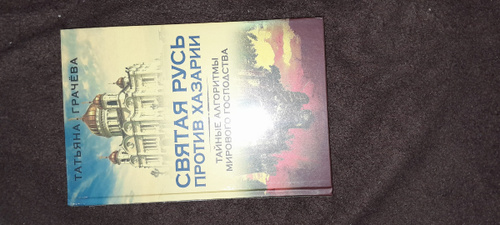 ТАТЬЯНА ГРАЧЁВА
СВЯТАЯ РУСЬ
ПРОТИВ ХАЗАРИИ
ТАЙНЫЕ АЛГОРИТМЫ
МИРОВОГО ГОСПОДСТВА